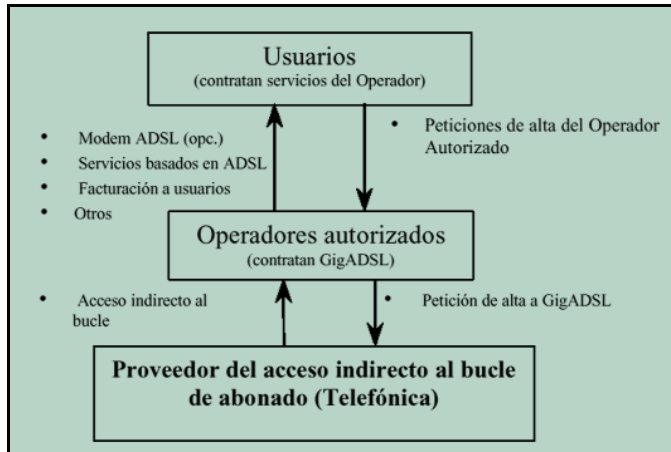 Usuarios
(contratan servicios del Operador)
• Modem ADSL (opc.)
• Servicios basados en ADSL
• Facturación a usuarios
• Otros
• Peticiones de alta del Operador
Autorizado
Operadores autorizados
(contratan GigADSL)
• Acceso indirecto al
bucle
• Petición de alta a GigADSL
Proveedor del acceso indirecto al bucle
de abonado (Telefónica)